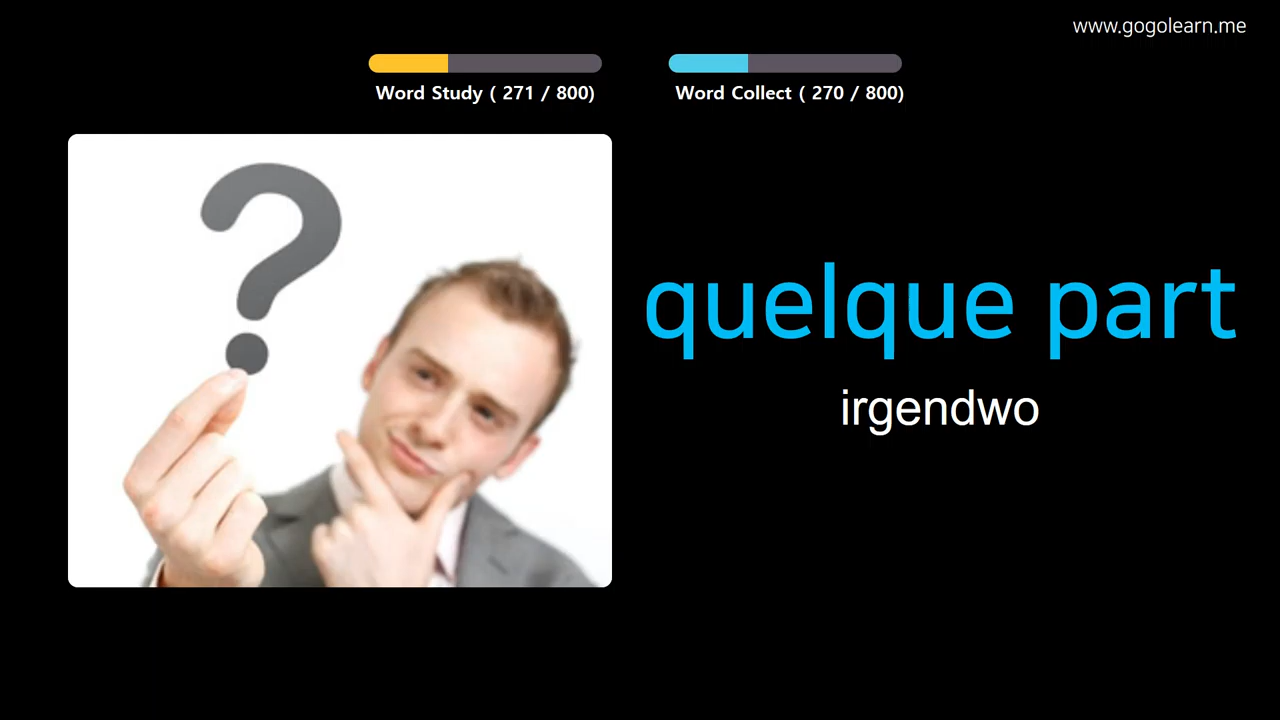 www.gogolearn.me
Word Study ( 271 / 800)
Word Collect ( 270 / 800)
quelque part
irgendwo